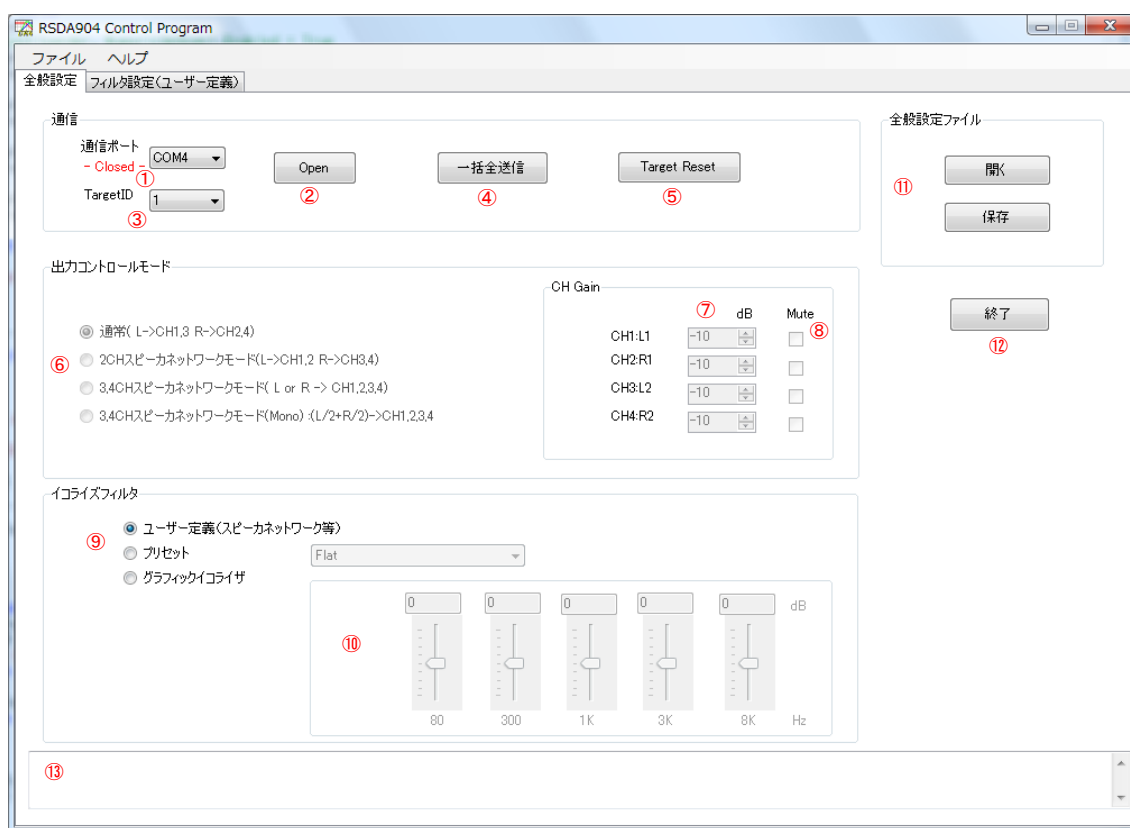 RSDA904 Control Program
ファイル ヘルプ
全般設定 フィルタ設定(ユーザー定義)
通信
通信ポート
- Closed -
COM4
①
Open
②
一括全送信
④
Target Reset
⑤
TargetID
1
③
全般設定ファイル
⑪
開く
保存
終了
⑫
出力コントロールモード
⑥
通常( L->CH1,3 R->CH2,4)
2CHスピーカネットワークモード(L->CH1,2 R->CH3,4)
3,4CHスピーカネットワークモード( L or R -> CH1,2,3,4)
3,4CHスピーカネットワークモード(Mono) :(L/2+R/2)->CH1,2,3,4
CH Gain
⑦ dB Mute
⑧
CH1:L1 -10
CH2:R1 -10
CH3:L2 -10
CH4:R2 -10
イコライズフィルタ
⑨
ユーザー定義(スピーカネットワーク等)
プリセット Flat
グラフィックイコライザ
⑩
0 0 0 0 0 dB
80 300 1K 3K 8K Hz
⑬